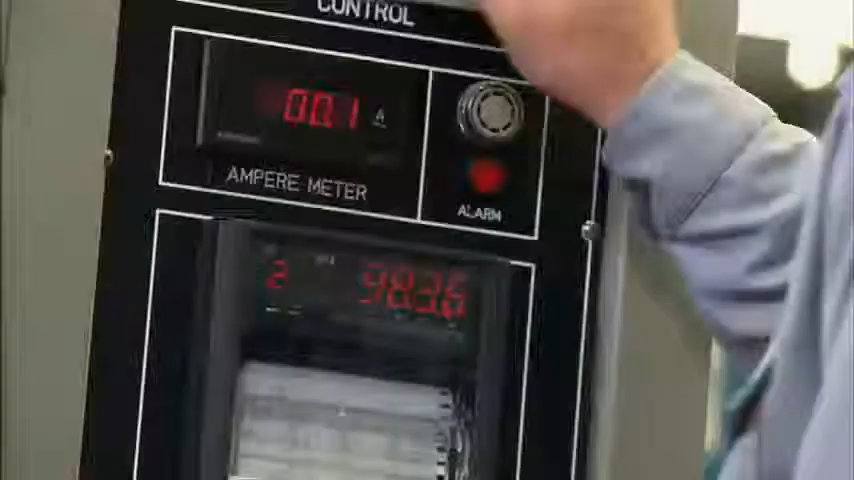 CONTROL
00.1 A
AMPERE METER
ALARM
2 983.6